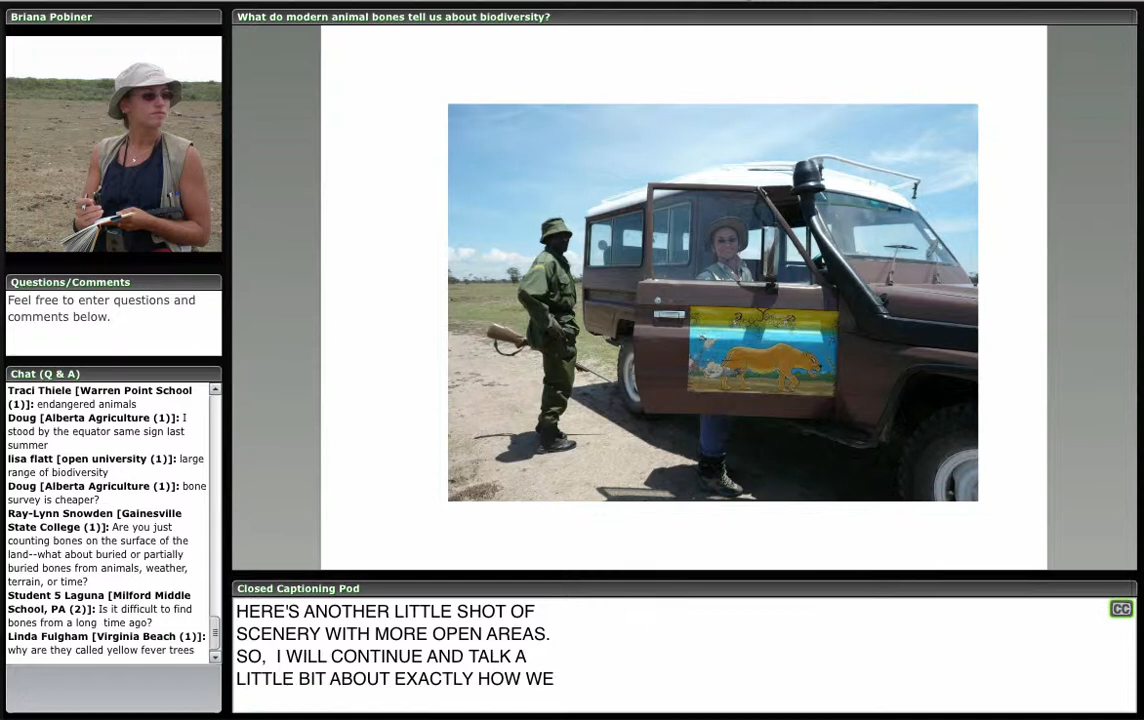 Briana Pobiner
What do modern animal bones tell us about biodiversity?
Questions/Comments
Feel free to enter questions and
comments below.
Chat (Q & A)
Traci Thiele [Warren Point School
(1)]: endangered animals
Doug [Alberta Agriculture (1)]: I
stood by the equator same sign last
summer
lisa flatt [open university (1)]: large
range of biodiversity
Doug [Alberta Agriculture (1)]: bone
survey is cheaper?
Ray-Lynn Snowden [Gainesville
State College (1)]: Are you just
counting bones on the surface of the
land--what about buried or partially
buried bones from animals, weather,
terrain, or time?
Student 5 Laguna [Milford Middle
School, PA (2)]: Is it difficult to find
bones from a long time ago?
Linda Fulgham [Virginia Beach (1)]:
why are they called yellow fever trees
Closed Captioning Pod
CC
HERE'S ANOTHER LITTLE SHOT OF
SCENERY WITH MORE OPEN AREAS.
SO, I WILL CONTINUE AND TALK A
LITTLE BIT ABOUT EXACTLY HOW WE